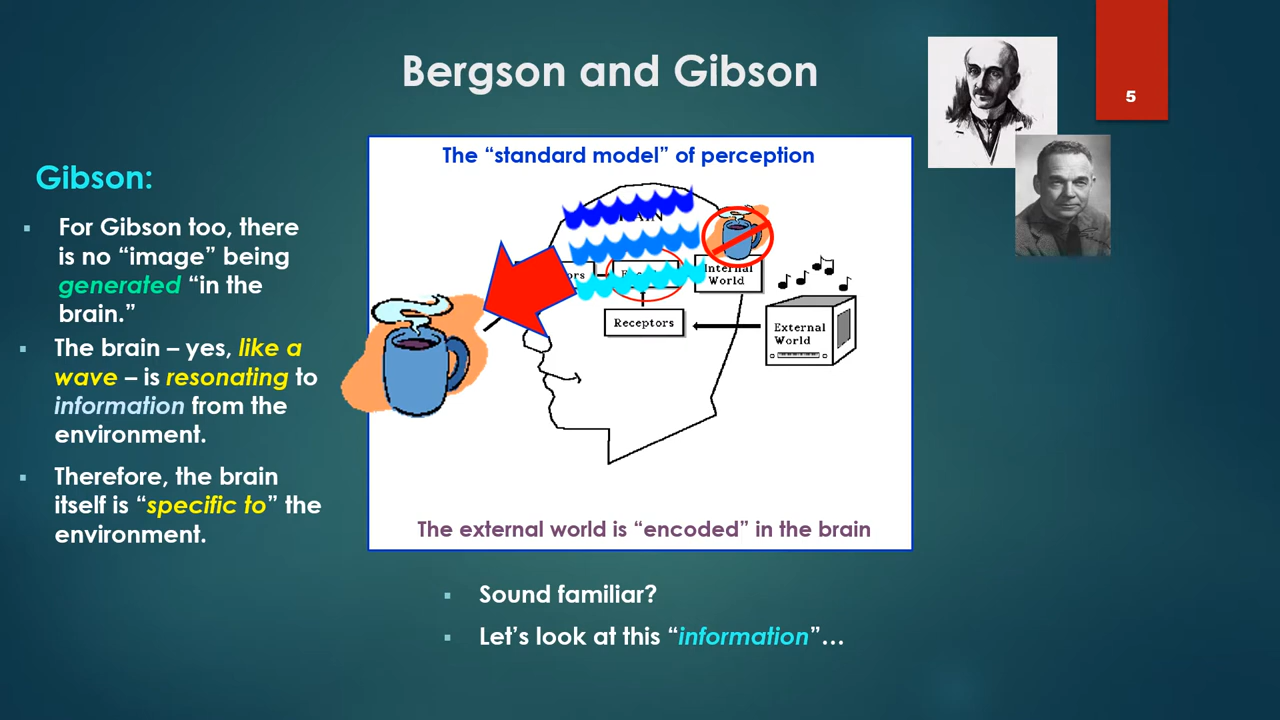 Bergson and Gibson
5
Gibson:
For Gibson too, there
is no “image” being
generated “in the
brain.”
The brain – yes, like a
wave – is resonating to
information from the
environment.
Therefore, the brain
itself is “specific to” the
environment.
The “standard model” of perception
Internal
World
Receptors
External
World
The external world is “encoded” in the brain
Sound familiar?
Let’s look at this “information”…